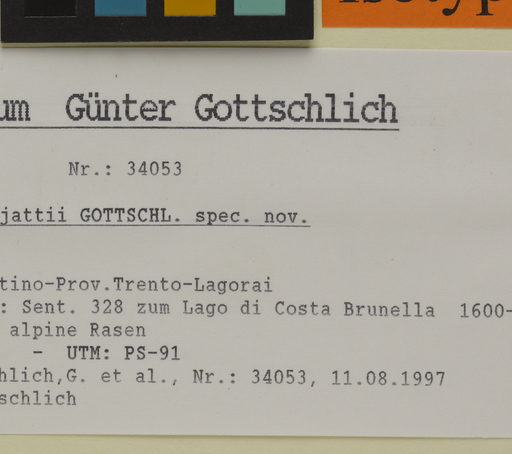 Isotyp
um Günter Gottschlich
Nr.: 34053
jattii GOTTSCHL. spec. nov.
tino-Prov.Trento-Lagorai
: Sent. 328 zum Lago di Costa Brunella 1600-
alpine Rasen
- UTM: PS-91
hlich,G. et al., Nr.: 34053, 11.08.1997
schlich